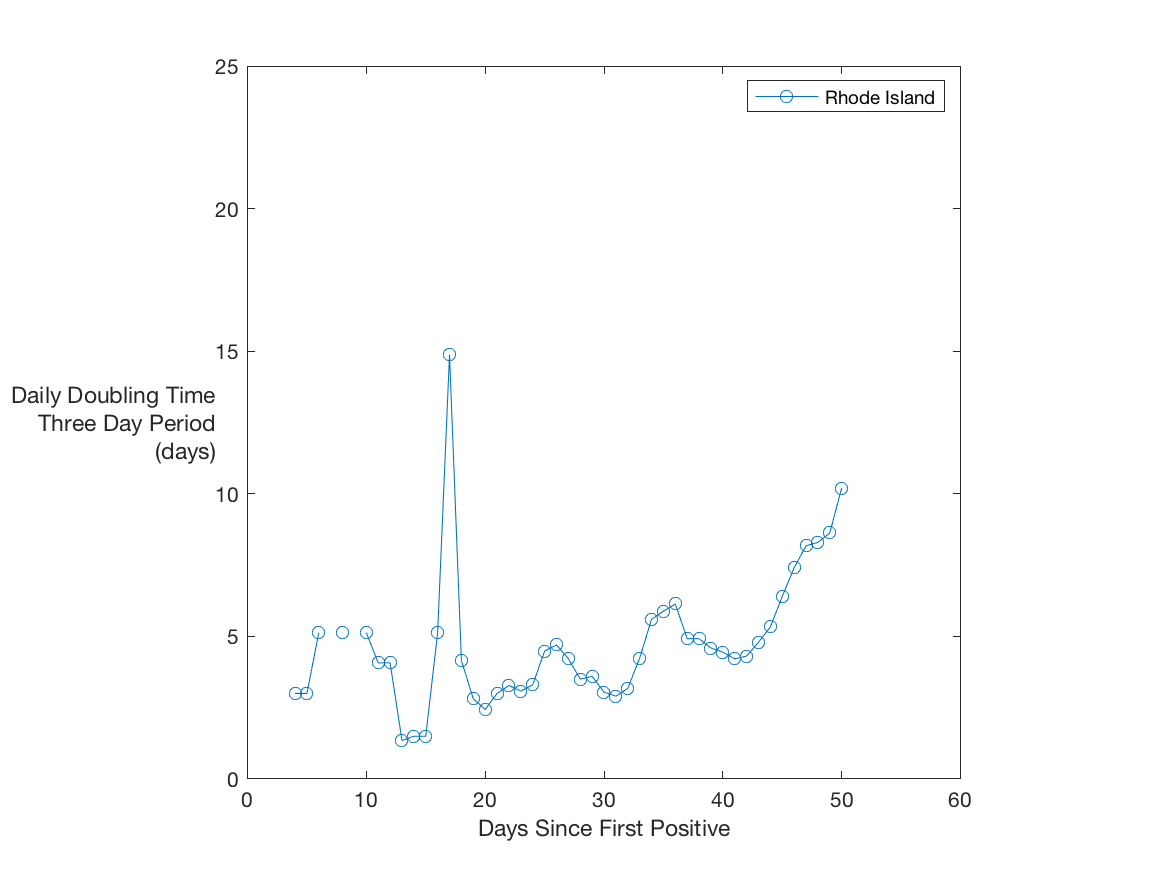 25
20
15
10
5
0
Daily Doubling Time
Three Day Period
(days)
Rhode Island
0 10 20 30 40 50 60
Days Since First Positive